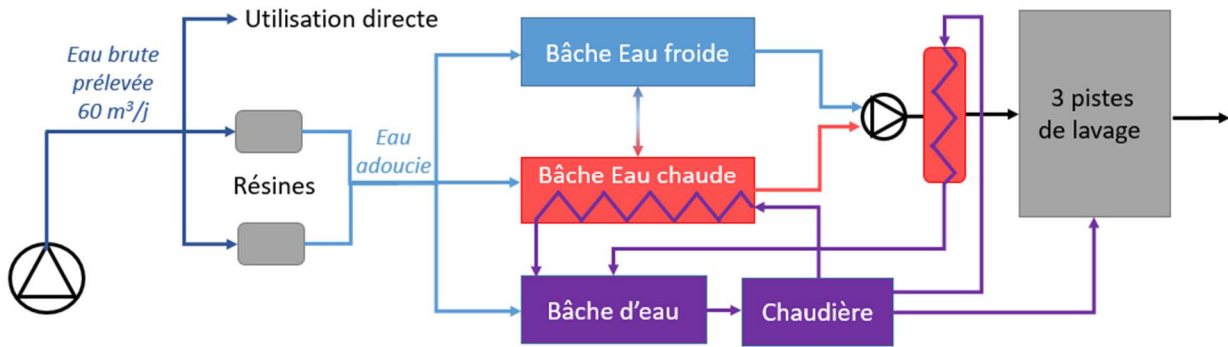 Utilisation directe
Eau brute
prélevée
60 m³/j
Résines
Eau
adoucie
Bâche Eau froide
Bâche Eau chaude
Bâche d'eau
Chaudière
3 pistes
de lavage